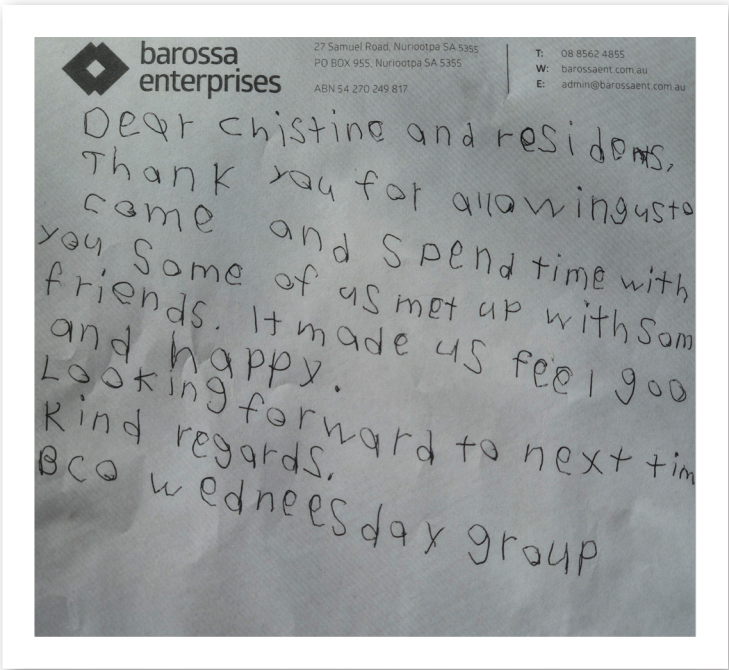 barossa
enterprises
27 Samuel Road, Nuriootpa SA 5355
PO BOX 955, Nuriootpa SA 5355
ABN 54 270 249 817
T: 08 8562 4855
W: barossaent.com.au
E: admin@barossaent.com.au
Dear Chistine and residents,
Thank you for allowingusto
come and spend time with
you Some of us met up with Som
friends. It made us feel goo
and happy.
Looking forward to next tim
Kind regards,
BCO wedneesday group